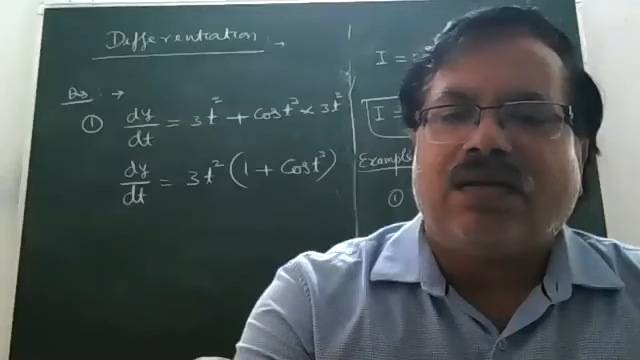 Differentiation :→
Ans : →
① dy/dt = 3t² + Cos t³ × 3t²
dy/dt = 3t² (1 + Cos t³)
I =
I =
Example
①